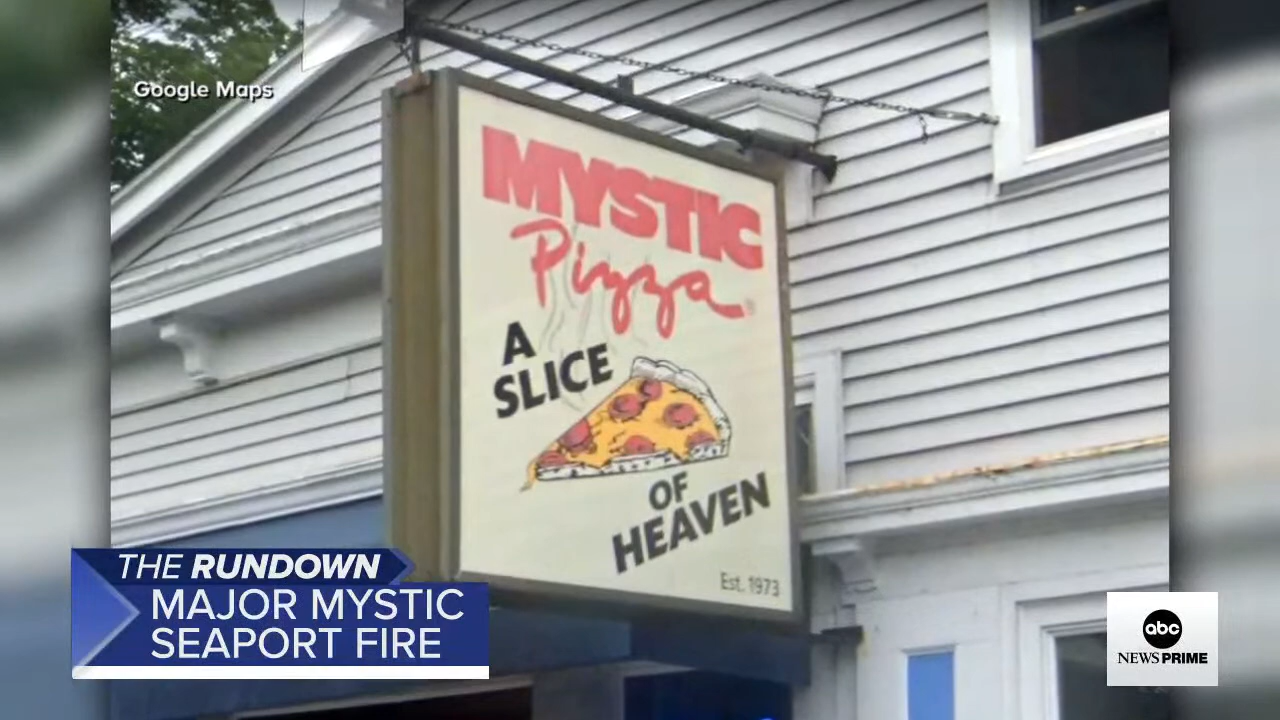 Google Maps
MYSTIC
Pizza
A
SLICE
OF
HEAVEN
Est. 1973
THE RUNDOWN
MAJOR MYSTIC
SEAPORT FIRE
abc
NEWS PRIME